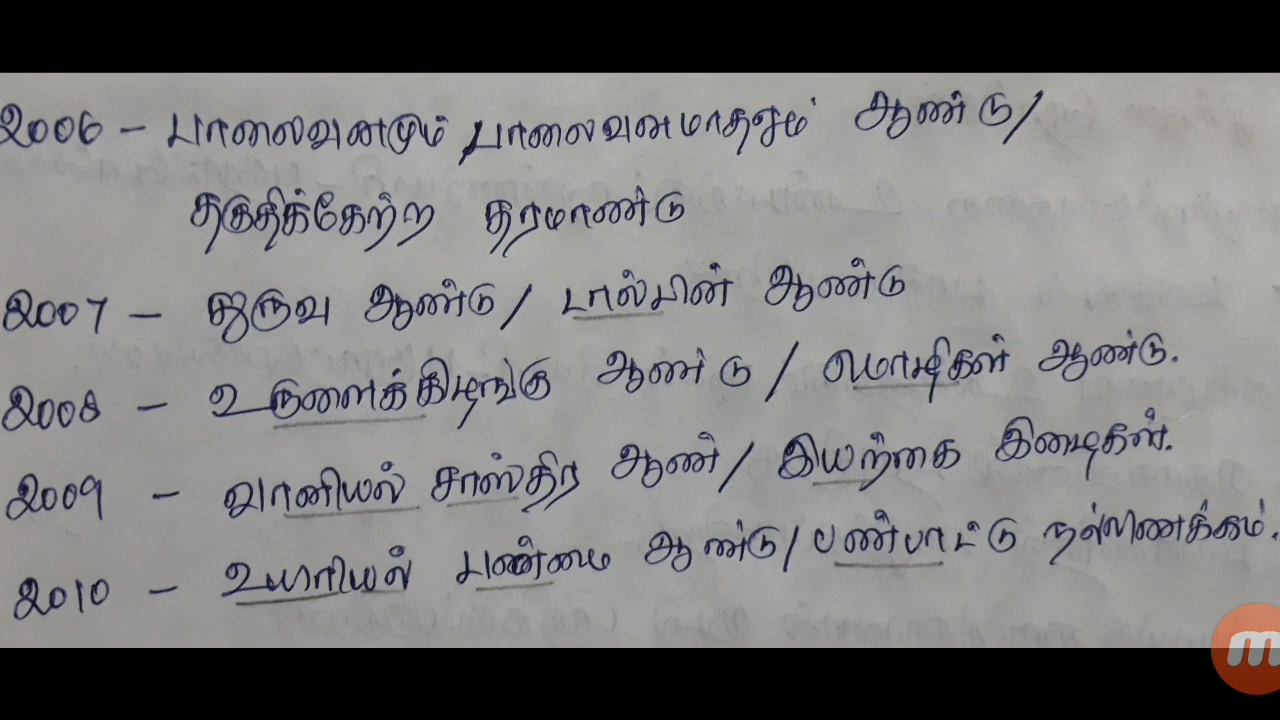 2006 - பாலைவனமும் பாலைவனமாதலும் ஆண்டு/
தகுதிக்கேற்ற தரமாண்டு
2007 - துருவ ஆண்டு/ டால்பின் ஆண்டு
2008 - உருளைக்கிழங்கு ஆண்டு / மொழிகள் ஆண்டு.
2009 - வானியல் சாஸ்திர ஆண்/ இயற்கை இழைகள்.
2010 - உயிரியல் பன்மை ஆண்டு/ பண்பாட்டு நல்லிணக்கம்.